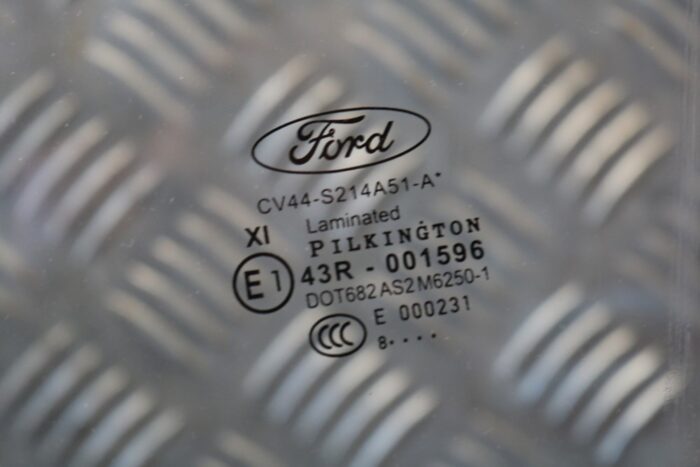 Ford
CV44-S214A51-A*
Laminated
XI
PILKINGTON
E1
43R - 001596
DOT682 AS2 M6250-1
CCC
E 000231
8• • • •